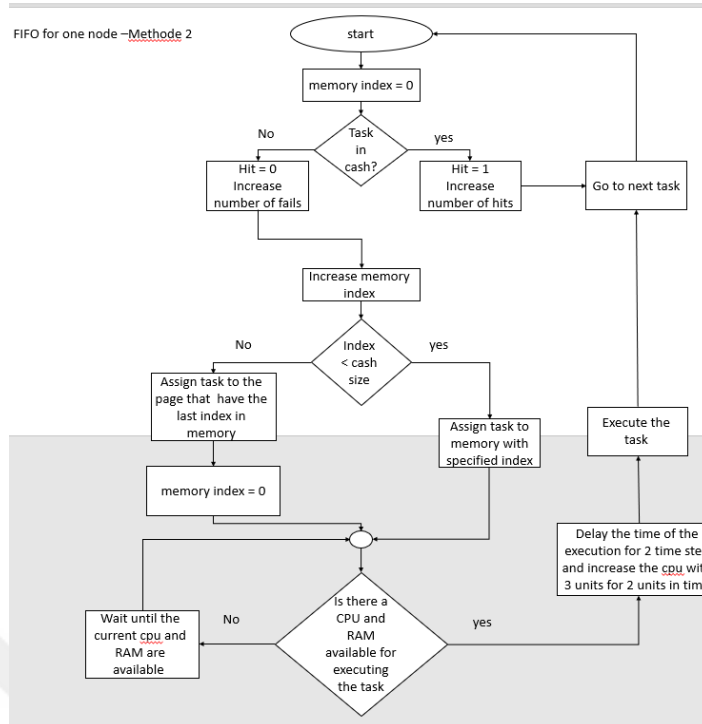 FIFO for one node –Methode 2
start
memory index = 0
Task
in
cash?
No
yes
Hit = 0
Increase
number of fails
Hit = 1
Increase
number of hits
Go to next task
Increase memory
index
Index
< cash
size
No
yes
Assign task to the
page that have the
last index in
memory
Assign task to
memory with
specified index
Execute the
task
memory index = 0
Delay the time of the
execution for 2 time ste
and increase the cpu wit
3 units for 2 units in tim
Is there a
CPU and
RAM
available for
executing
the task
No
yes
Wait until the
current cpu and
RAM are
available